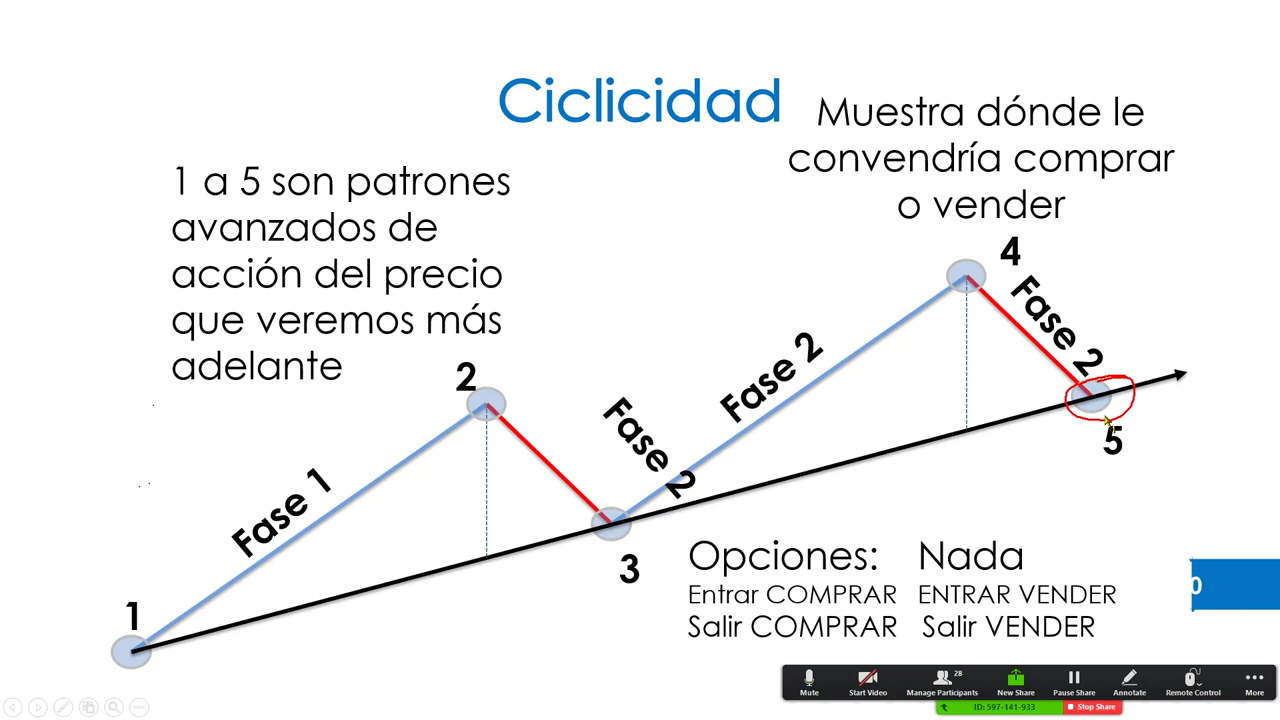 Ciclicidad
Muestra dónde le
convendría comprar
o vender
1 a 5 son patrones
avanzados de
acción del precio
que veremos más
adelante
4
Fase 2
2
Fase 2
Fase 2
5
Fase 1
3
1
Opciones: Nada
Entrar COMPRAR ENTRAR VENDER
Salir COMPRAR Salir VENDER
0
28
Mute Start Video Manage Participants New Share Pause Share Annotate Remote Control More
ID: 597-141-933 Stop Share